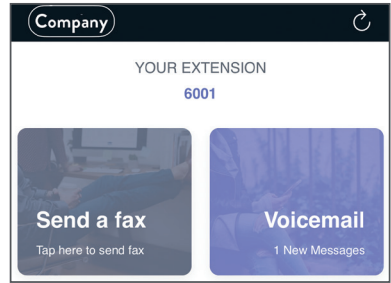 Company
YOUR EXTENSION
6001
Send a fax
Tap here to send fax
Voicemail
1 New Messages